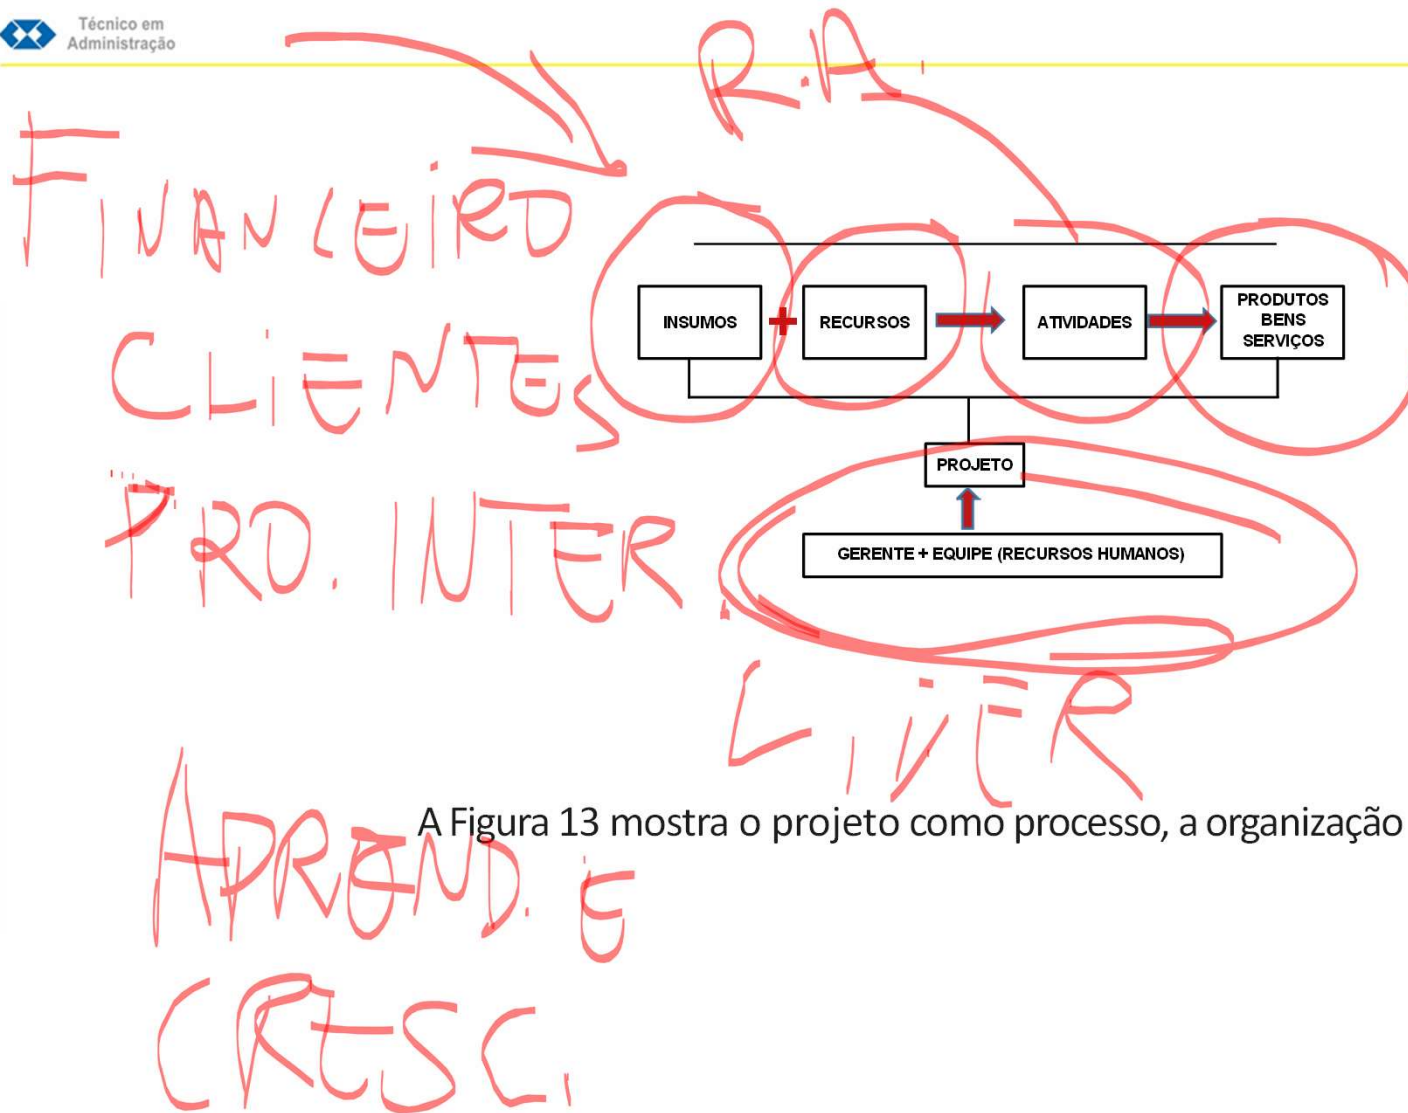 Técnico em
Administração
R.A.
FINANCEIRO
CLIENTES
PRO. INTER.
APREND. E
CRESC.
INSUMOS
+
RECURSOS
ATIVIDADES
PRODUTOS
BENS
SERVIÇOS
PROJETO
GERENTE + EQUIPE (RECURSOS HUMANOS)
A Figura 13 mostra o projeto como processo, a organização